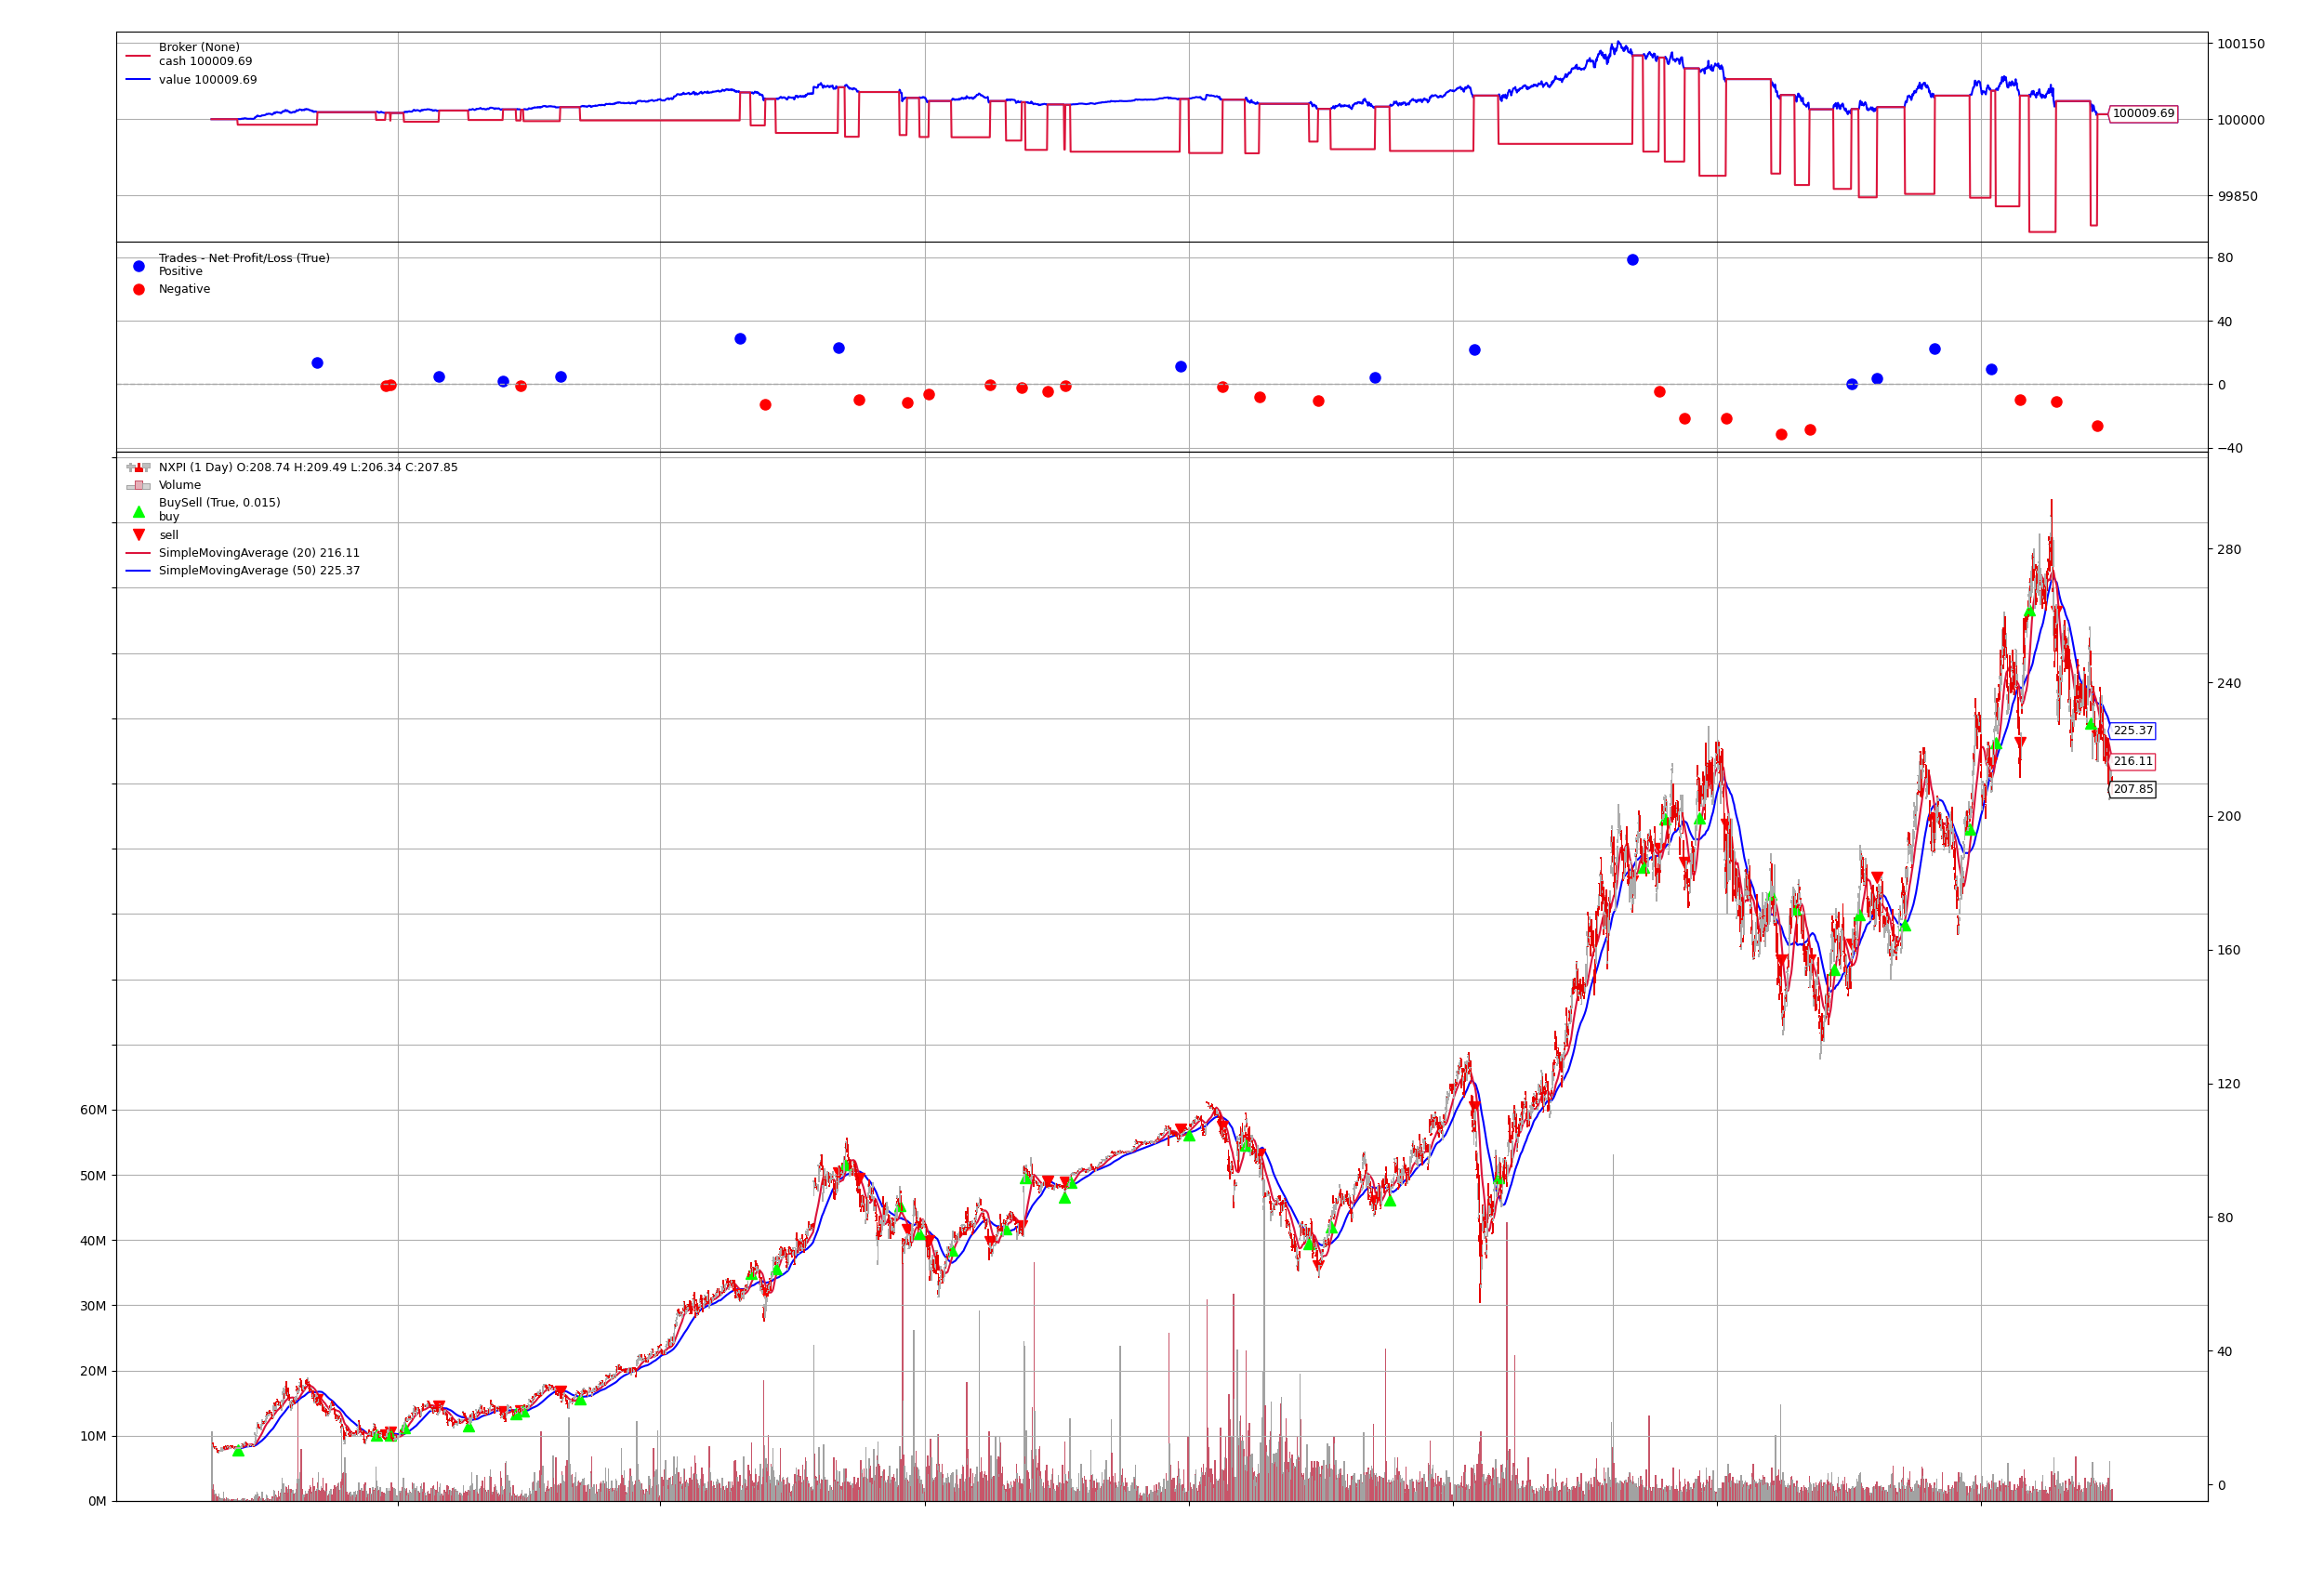 Broker (None)
cash 100009.69
value 100009.69
100150
100009.69
100000
99850
Trades - Net Profit/Loss (True)
Positive
Negative
80
40
0
−40
NXPI (1 Day) O:208.74 H:209.49 L:206.34 C:207.85
Volume
BuySell (True, 0.015)
buy
sell
SimpleMovingAverage (20) 216.11
SimpleMovingAverage (50) 225.37
280
240
225.37
216.11
207.85
200
160
120
80
40
0
60M
50M
40M
30M
20M
10M
0M